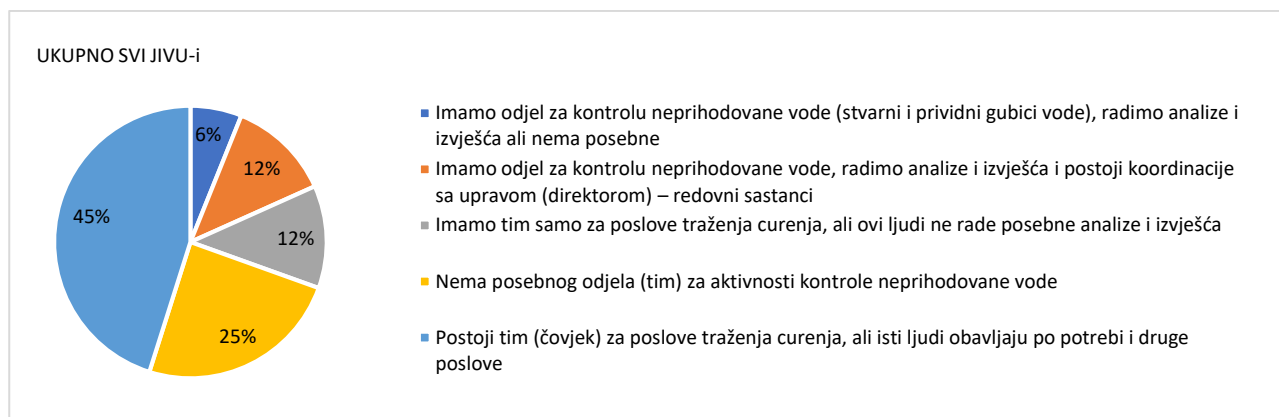 UKUPNO SVI JIVU-i
6%
12%
12%
25%
45%
Imamo odjel za kontrolu neprihodovane vode (stvarni i prividni gubici vode), radimo analize i
izvješća ali nema posebne
Imamo odjel za kontrolu neprihodovane vode, radimo analize i izvješća i postoji koordinacije
sa upravom (direktorom) – redovni sastanci
Imamo tim samo za poslove traženja curenja, ali ovi ljudi ne rade posebne analize i izvješća
Nema posebnog odjela (tim) za aktivnosti kontrole neprihodovane vode
Postoji tim (čovjek) za poslove traženja curenja, ali isti ljudi obavljaju po potrebi i druge
poslove